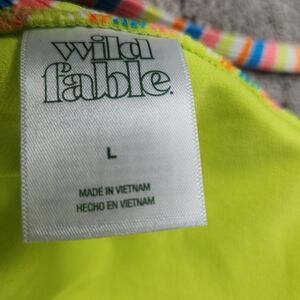 wild
fable.
L
MADE IN VIETNAM
HECHO EN VIETNAM